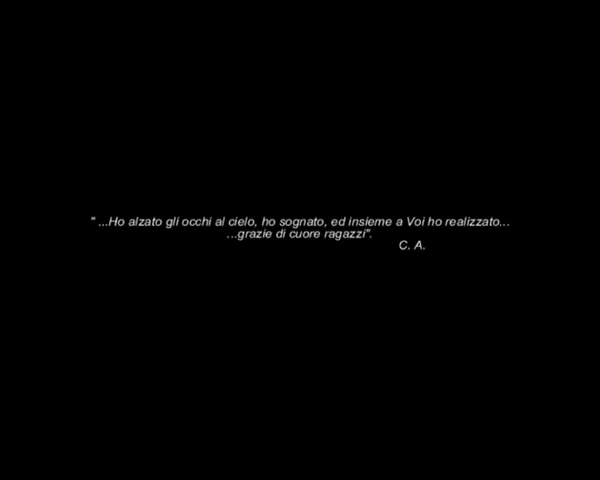 " ...Ho alzato gli occhi al cielo, ho sognato, ed insieme a Voi ho realizzato...
...grazie di cuore ragazzi".
C. A.